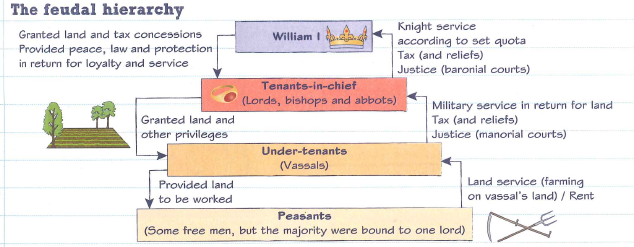 The feudal hierarchy
Granted land and tax concessions
Provided peace, law and protection
in return for loyalty and service
William I
Knight service
according to set quota
Tax (and reliefs)
Justice (baronial courts)
Tenants-in-chief
(Lords, bishops and abbots)
Granted land and
other privileges
Military service in return for land
Tax (and reliefs)
Justice (manorial courts)
Under-tenants
(Vassals)
Provided land
to be worked
Land service (farming
on vassal's land) / Rent
Peasants
(Some free men, but the majority were bound to one lord)